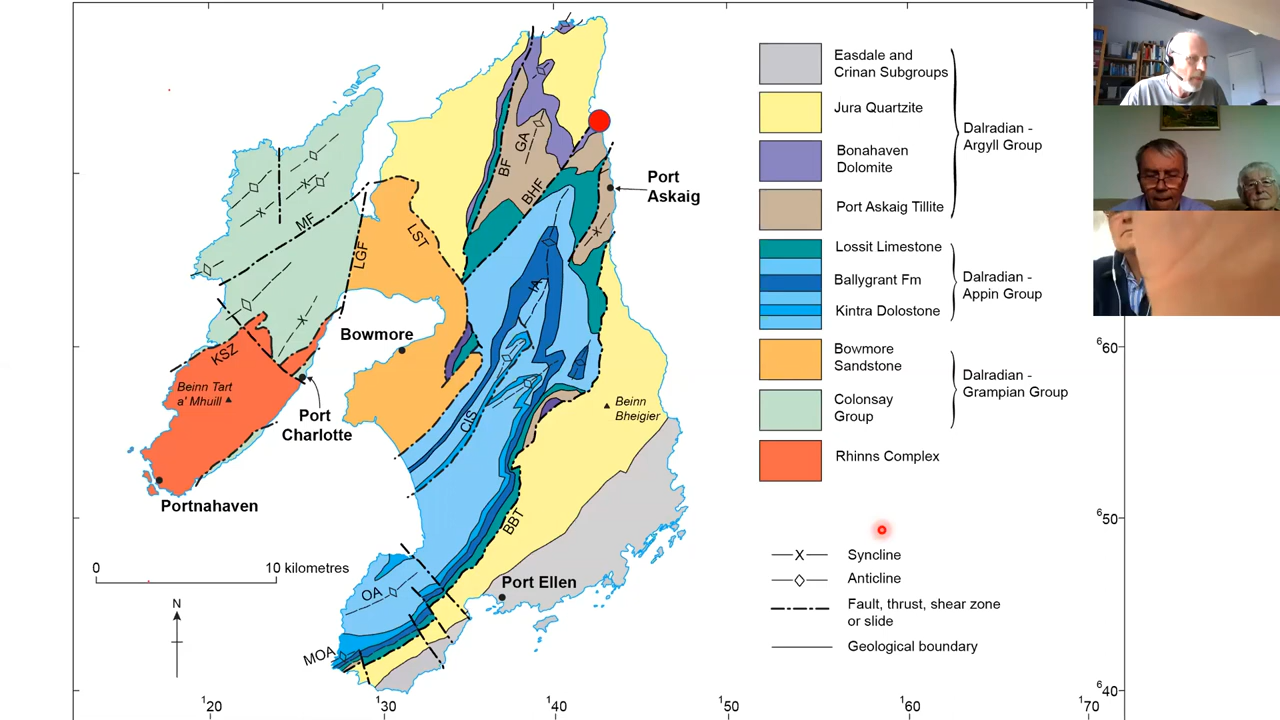 Easdale and
Crinan Subgroups
Jura Quartzite
Bonahaven
Dolomite
Port Askaig Tillite
Dalradian -
Argyll Group
Lossit Limestone
Ballygrant Fm
Kintra Dolostone
Dalradian -
Appin Group
Bowmore
Sandstone
Colonsay
Group
Dalradian -
Grampian Group
Rhinns Complex
X
Syncline
Anticline
Fault, thrust, shear zone
or slide
Geological boundary
BF
GA
BHF
Port
Askaig
MF
LGF
LST
IA
Bowmore
KSZ
Beinn Tart
a' Mhuill
Port
Charlotte
CIS
Beinn
Bheigier
Portnahaven
BBT
0
10 kilometres
N
OA
Port Ellen
MOA
660
650
640
120
130
140
150
160
170